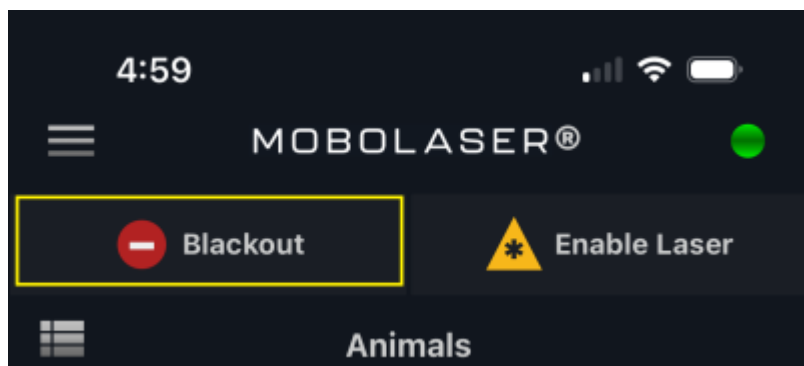 4:59
MOBOLASER®
Blackout
Enable Laser
Animals